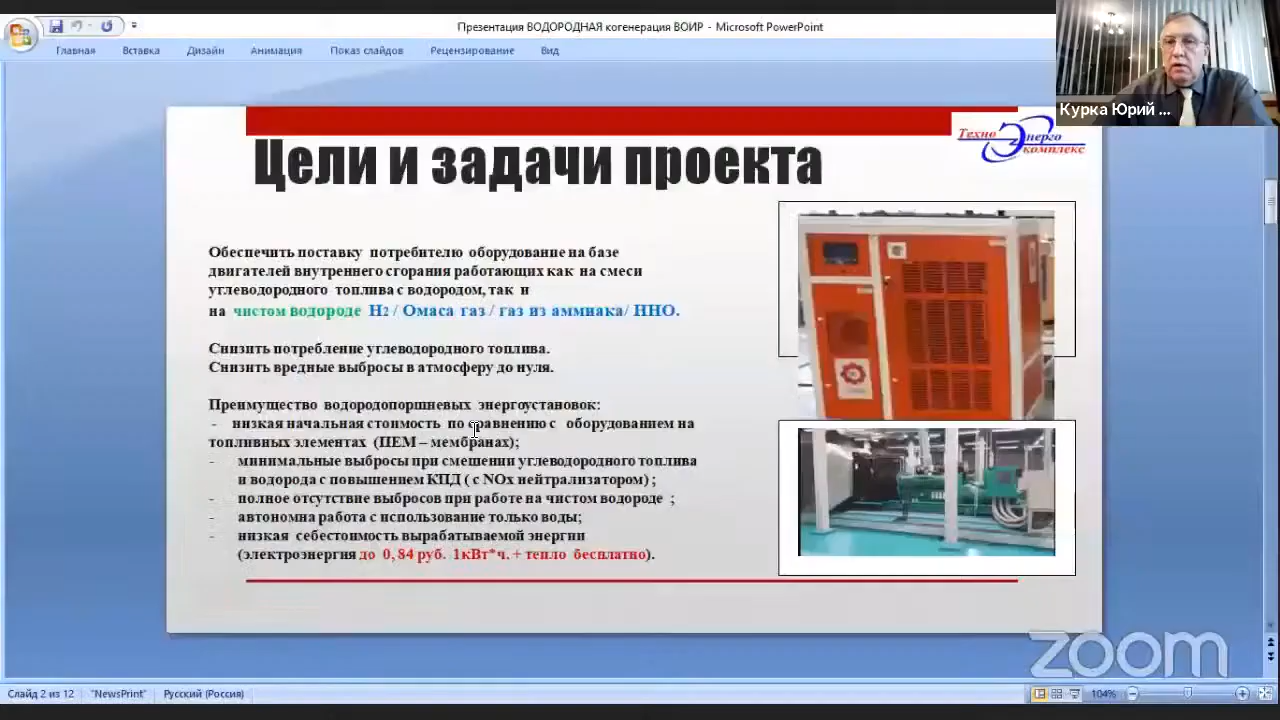 Презентация ВОДОРОДНАЯ когенерация ВОИР - Microsoft PowerPoint
Главная Вставка Дизайн Анимация Показ слайдов Рецензирование Вид
Курка Юрий ...
Техно Энерго
комплекс
Цели и задачи проекта
Обеспечить поставку потребителю оборудование на базе
двигателей внутреннего сгорания работающих как на смеси
углеводородного топлива с водородом, так и
на чистом водороде H2 / Омаса газ / газ из аммиака/ ННО.
Снизить потребление углеводородного топлива.
Снизить вредные выбросы в атмосферу до нуля.
Преимущество водородопоршневых энергоустановок:
- низкая начальная стоимость по сравнению с оборудованием на
топливных элементах (ПЕМ – мембранах);
- минимальные выбросы при смешении углеводородного топлива
и водорода с повышением КПД ( с NOx нейтрализатором) ;
- полное отсутствие выбросов при работе на чистом водороде ;
- автономна работа с использование только воды;
- низкая себестоимость вырабатываемой энергии
(электроэнергия до 0, 84 руб. 1кВт*ч. + тепло бесплатно).
zoom
Слайд 2 из 12 "NewsPrint" Русский (Россия) 104%